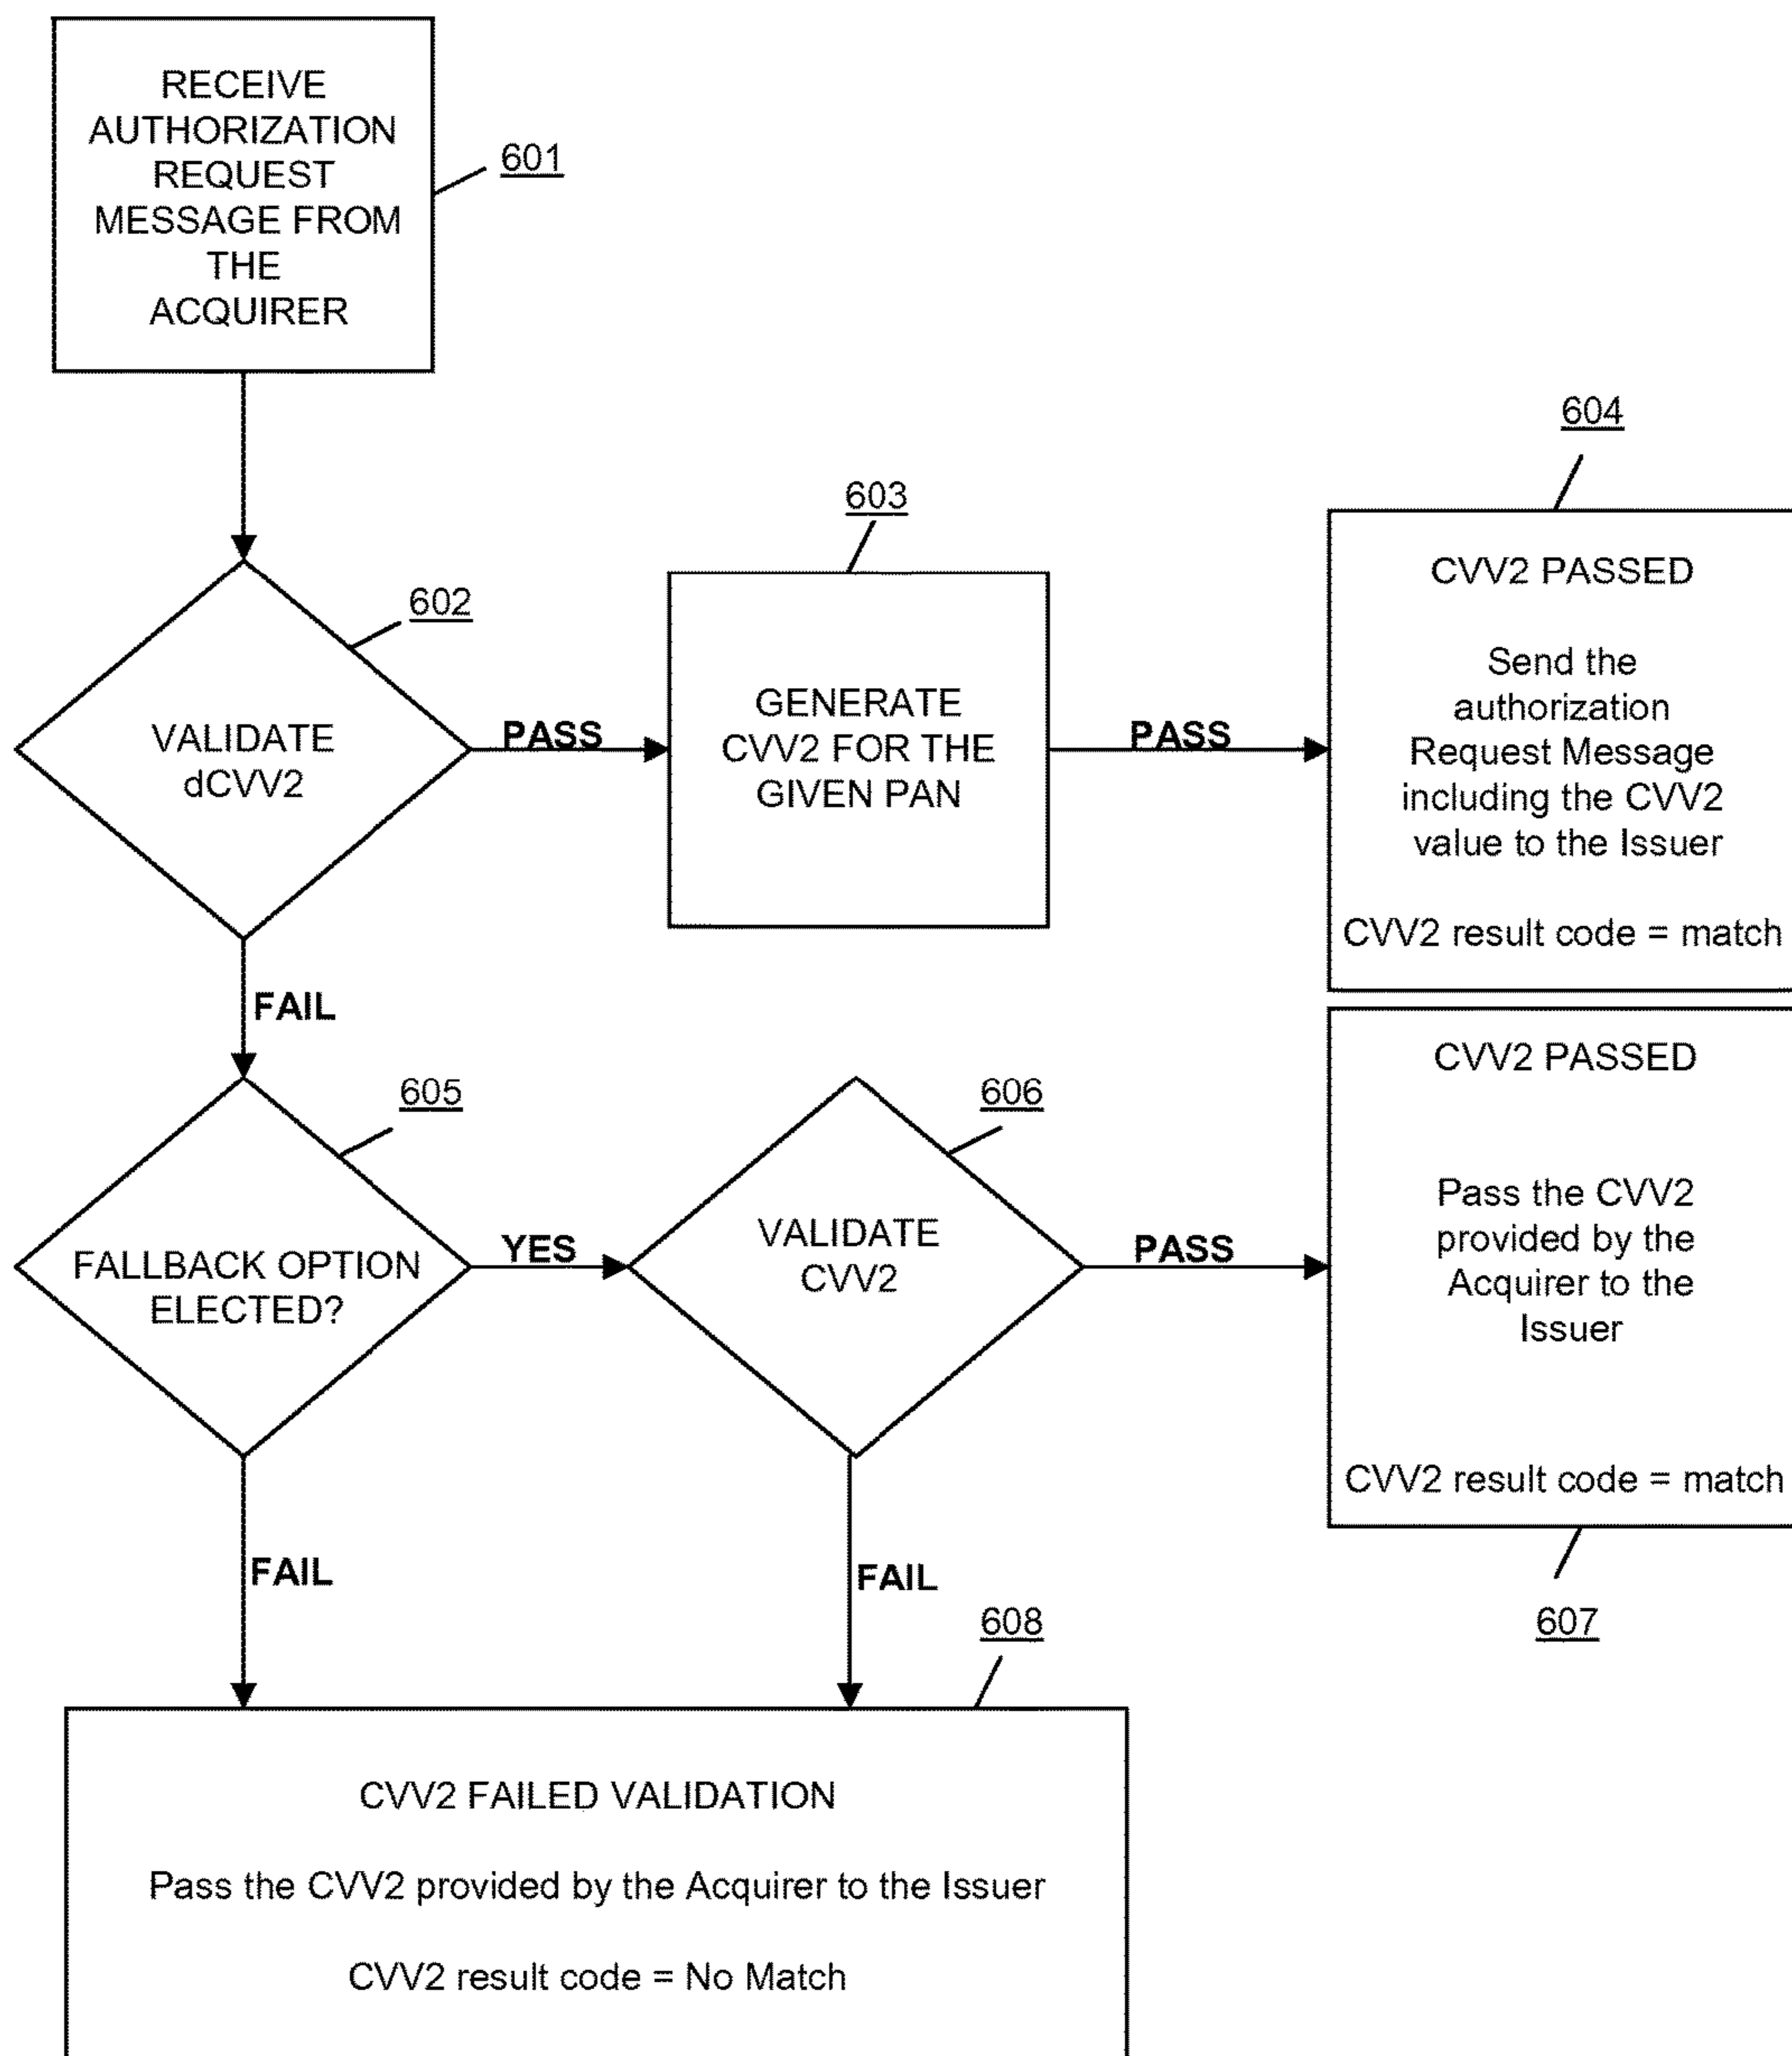 RECEIVE
AUTHORIZATION
REQUEST
MESSAGE FROM
THE
ACQUIRER
601
602
VALIDATE
dCVV2
PASS
603
GENERATE
CVV2 FOR THE
GIVEN PAN
PASS
604
CVV2 PASSED
Send the
authorization
Request Message
including the CVV2
value to the Issuer
CVV2 result code = match
FAIL
605
FALLBACK OPTION
ELECTED?
YES
606
VALIDATE
CVV2
PASS
CVV2 PASSED
Pass the CVV2
provided by the
Acquirer to the
Issuer
CVV2 result code = match
607
FAIL
FAIL
608
CVV2 FAILED VALIDATION
Pass the CVV2 provided by the Acquirer to the Issuer
CVV2 result code = No Match